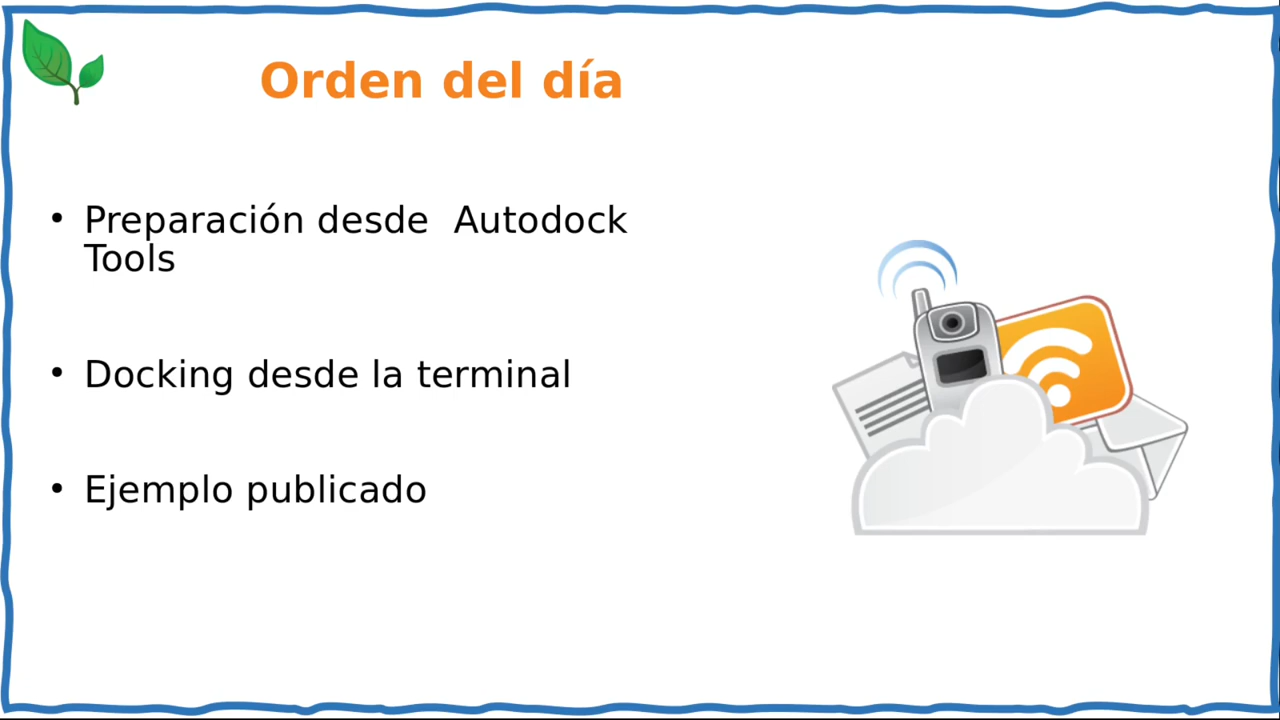 Orden del día
• Preparación desde  Autodock
Tools
• Docking desde la terminal
• Ejemplo publicado